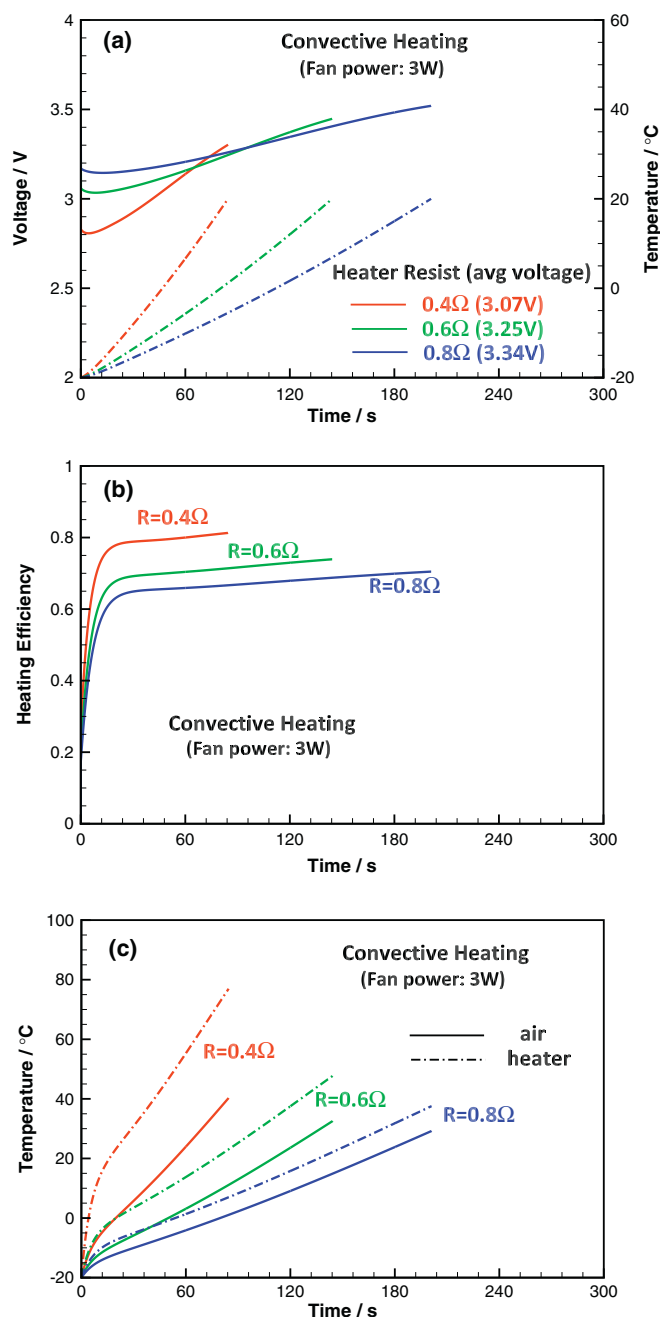 (a)
Convective Heating
(Fan power: 3W)
4
3.5
3
2.5
2
Voltage / V
60
40
20
0
-20
Temperature / °C
Heater Resist (avg voltage)
0.4Ω (3.07V)
0.6Ω (3.25V)
0.8Ω (3.34V)
0 60 120 180 240 300
Time / s
(b)
1
0.8
0.6
0.4
0.2
0
Heating Efficiency
R=0.4Ω
R=0.6Ω
R=0.8Ω
Convective Heating
(Fan power: 3W)
0 60 120 180 240 300
Time / s
(c)
100
80
60
40
20
0
-20
Temperature / °C
Convective Heating
(Fan power: 3W)
air
heater
R=0.4Ω
R=0.6Ω
R=0.8Ω
0 60 120 180 240 300
Time / s